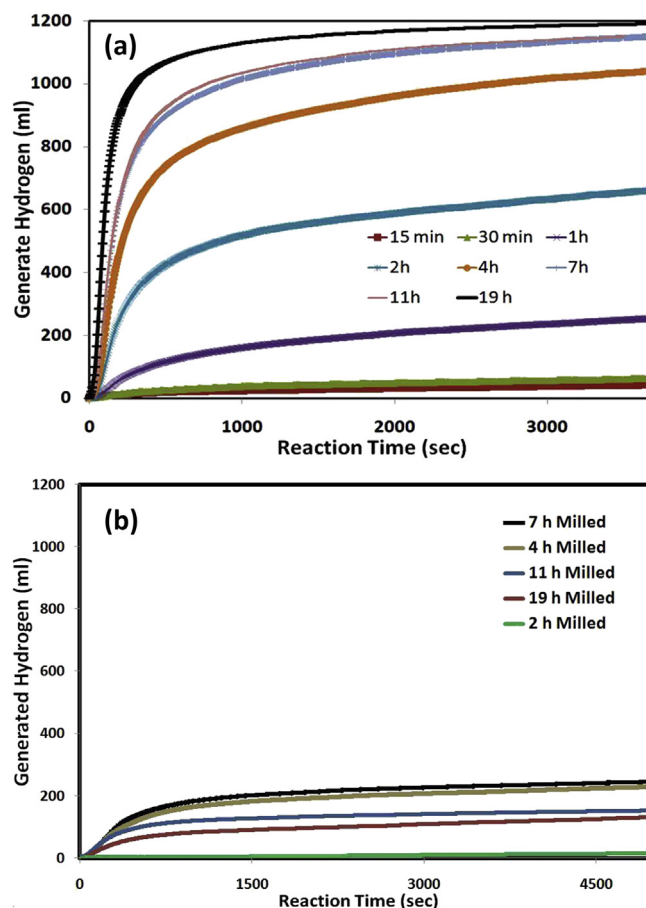 (a)
Generate Hydrogen (ml)
1200
1000
800
600
400
200
0
15 min 30 min 1h
2h 4h 7h
11h 19 h
0 1000 2000 3000
Reaction Time (sec)
(b)
Generated Hydrogen (ml)
1200
1000
800
600
400
200
0
7 h Milled
4 h Milled
11 h Milled
19 h Milled
2 h Milled
0 1500 3000 4500
Reaction Time (sec)